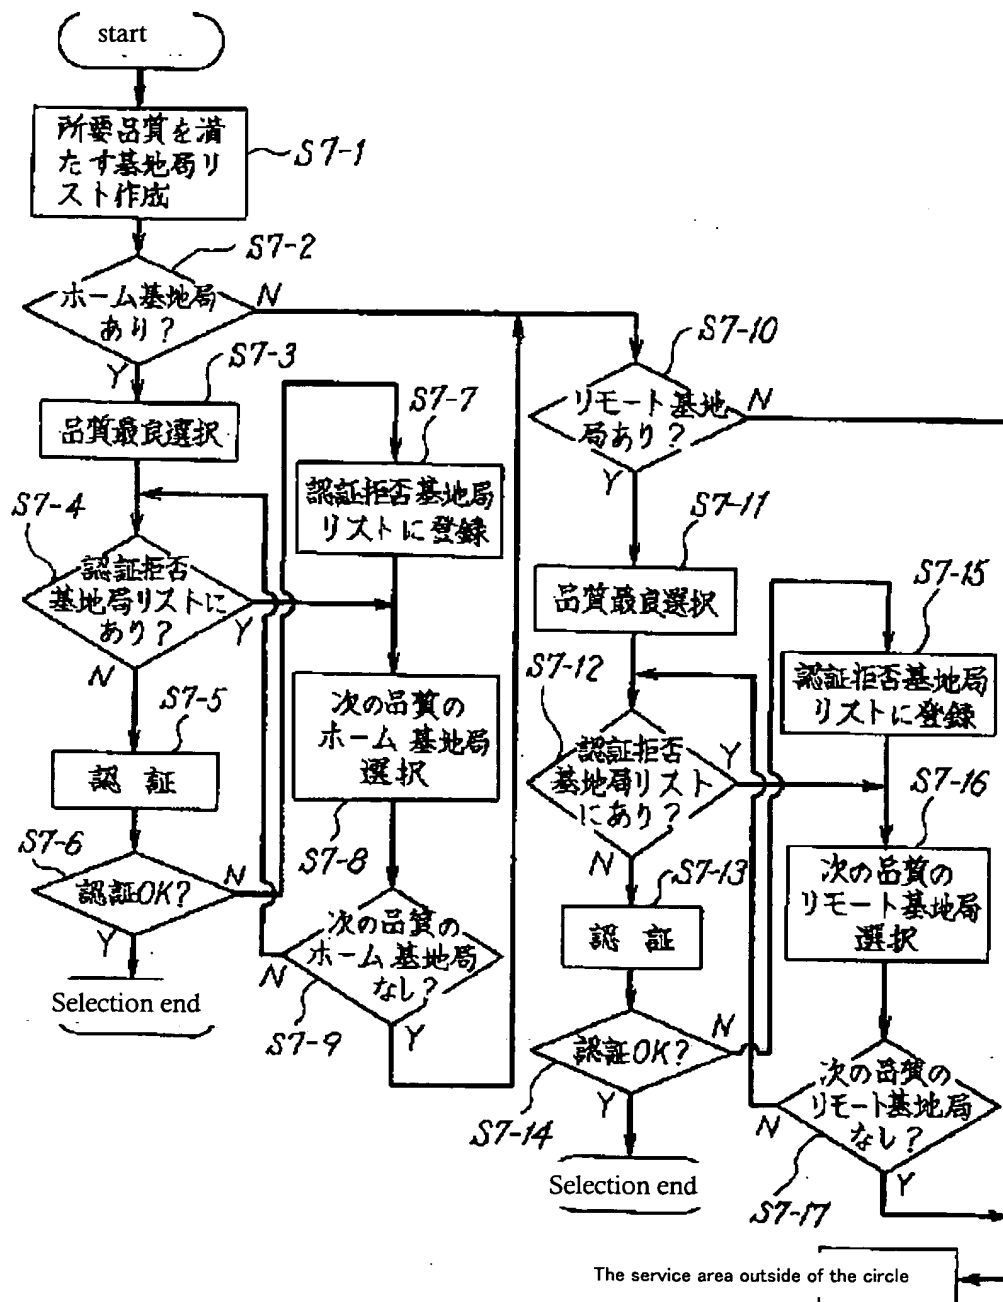 start
所要品質を満
たす基地局リ
スト作成
S7-1
S7-2
ホーム基地局
あり?
N
Y
S7-3
品質最良選択
S7-4
認証拒否
基地局リストに
あり?
Y
N
S7-5
認 証
S7-6
認証OK?
N
Y
Selection end
S7-7
認証拒否基地局
リストに登録
次の品質の
ホーム基地局
選択
S7-8
次の品質の
ホーム基地局
なし?
N
Y
S7-9
S7-10
リモート基地
局あり?
N
Y
S7-11
品質最良選択
S7-12
認証拒否
基地局リスト
にあり?
Y
N
S7-13
認 証
認証OK?
N
Y
S7-14
Selection end
S7-15
認証拒否基地局
リストに登録
S7-16
次の品質の
リモート基地局
選択
次の品質の
リモート基地局
なし?
N
Y
S7-17
The service area outside of the circle